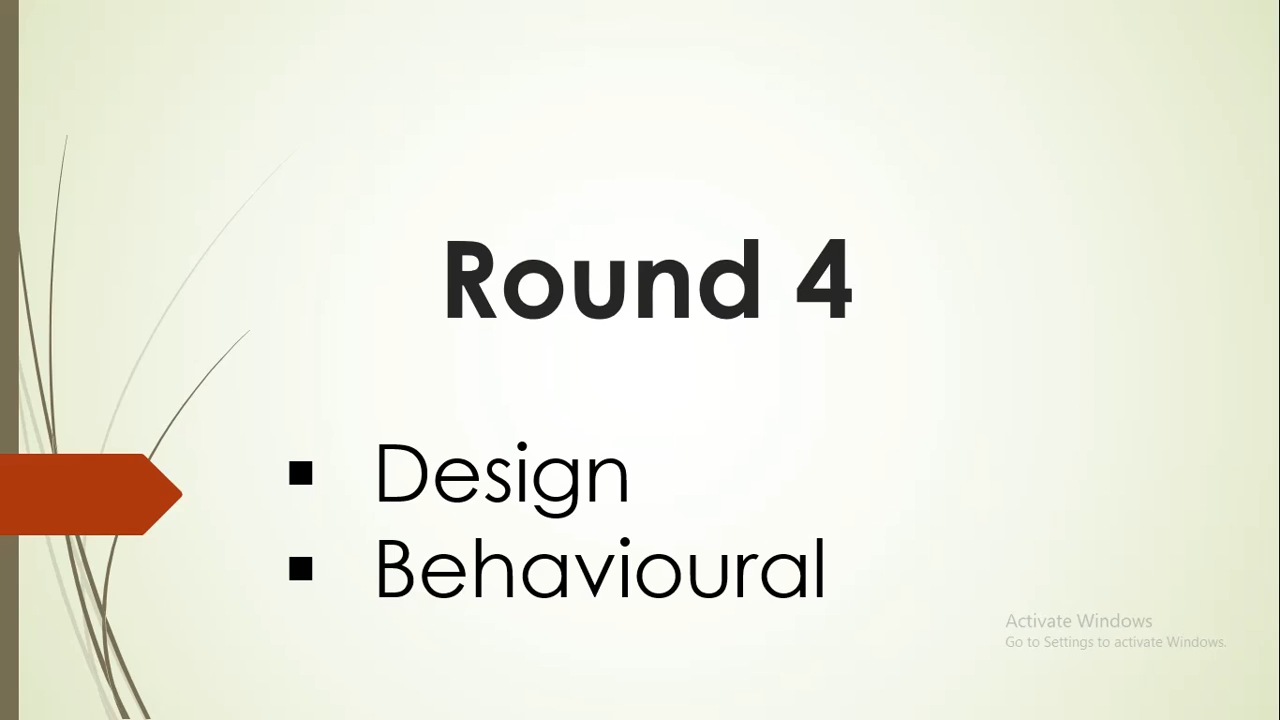 Round 4
▪ Design
▪ Behavioural
Activate Windows
Go to Settings to activate Windows.